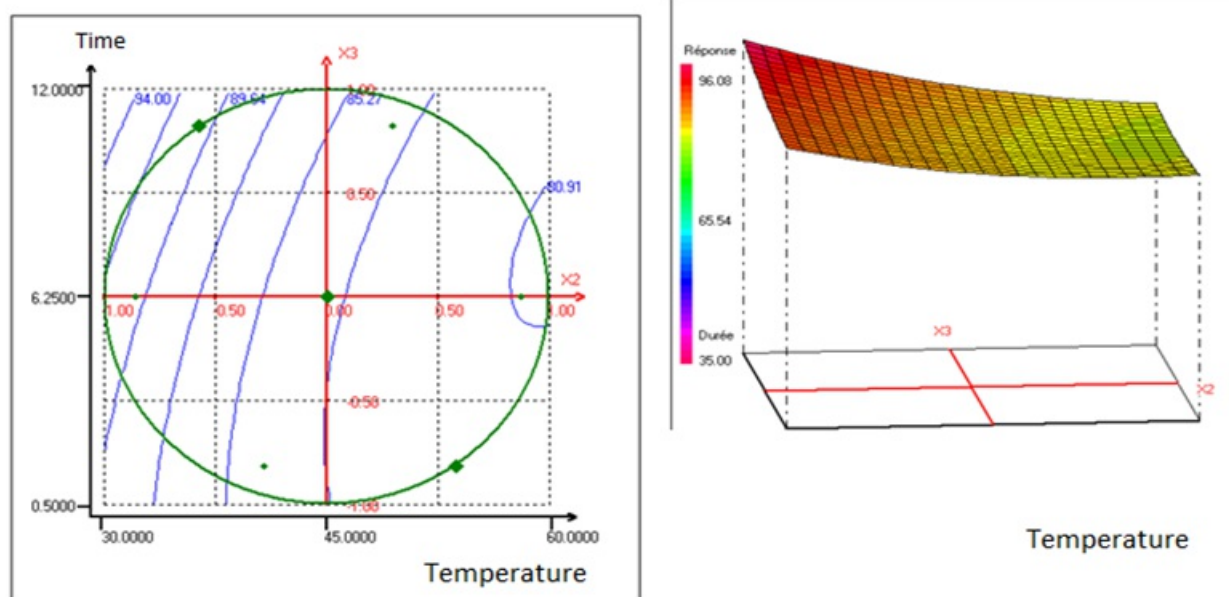 Time
X3
12.0000
94.00
89.64
85.27
1.00
0.50
80.91
X2
6.2500
1.00
0.50
0.00
0.50
1.00
-0.50
0.5000
-1.00
30.0000
45.0000
60.0000
Temperature
Réponse
96.08
65.54
Durée
35.00
X3
X2
Temperature